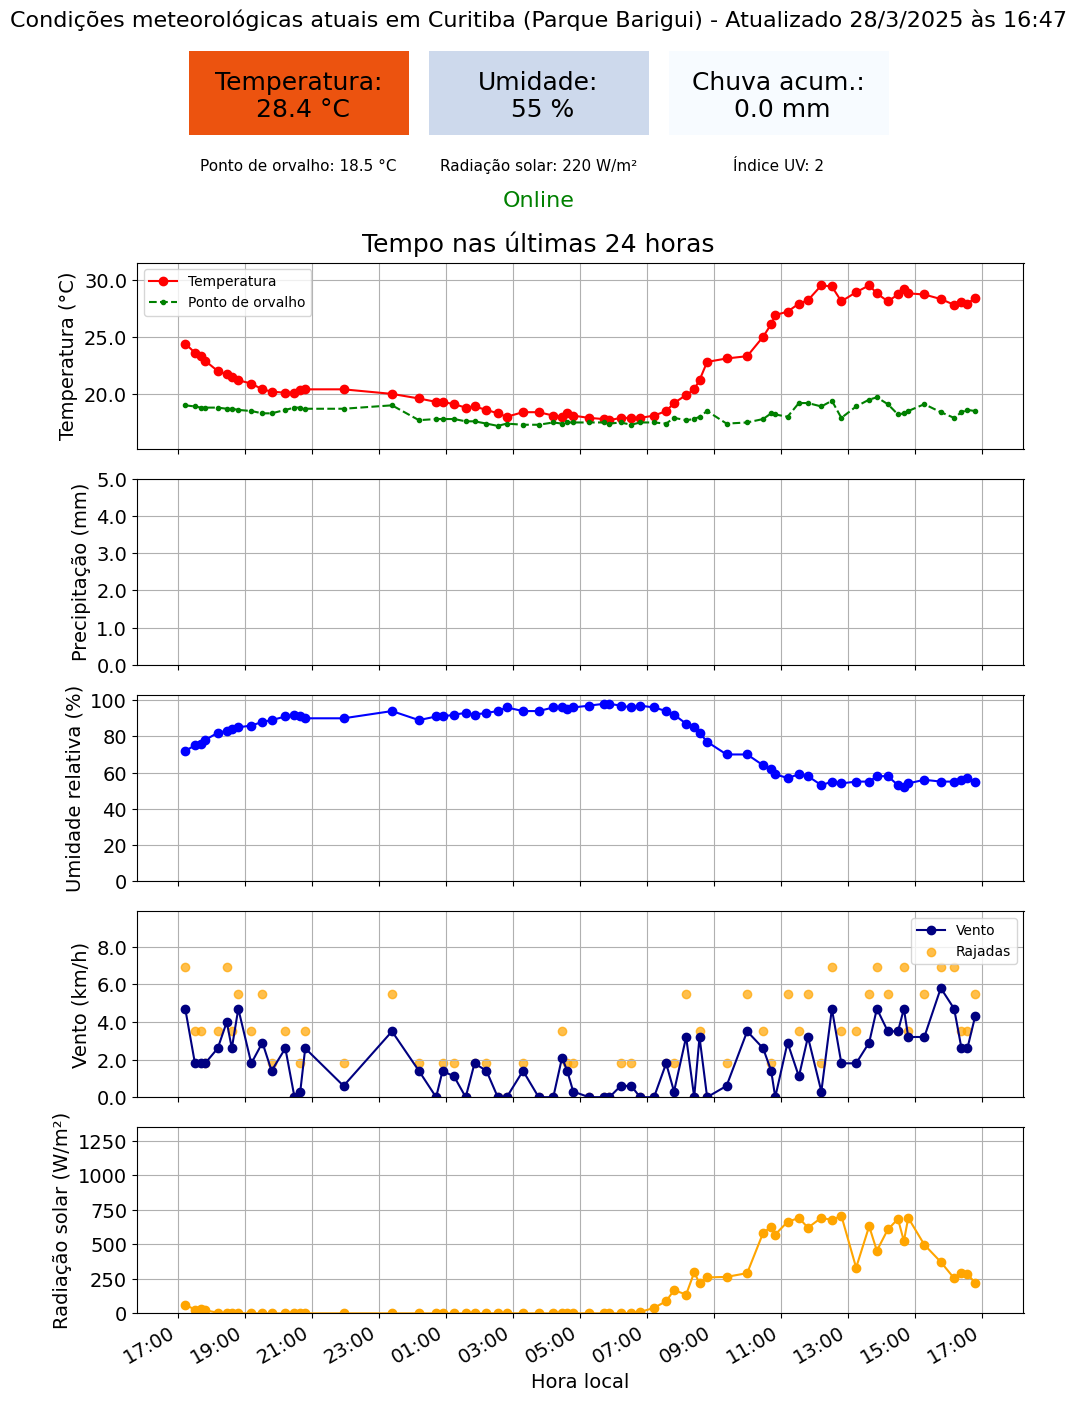 Condições meteorológicas atuais em Curitiba (Parque Barigui) - Atualizado 28/3/2025 às 16:47
Temperatura:
28.4 °C
Umidade:
55 %
Chuva acum.:
0.0 mm
Ponto de orvalho: 18.5 °C
Radiação solar: 220 W/m²
Índice UV: 2
Online
Tempo nas últimas 24 horas
Temperatura (°C)
30.0
25.0
20.0
Temperatura
Ponto de orvalho
Precipitação (mm)
5.0
4.0
3.0
2.0
1.0
0.0
Umidade relativa (%)
100
80
60
40
20
0
Vento (km/h)
8.0
6.0
4.0
2.0
0.0
Vento
Rajadas
Radiação solar (W/m²)
1250
1000
750
500
250
0
17:00
19:00
21:00
23:00
01:00
03:00
05:00
07:00
09:00
11:00
13:00
15:00
17:00
Hora local